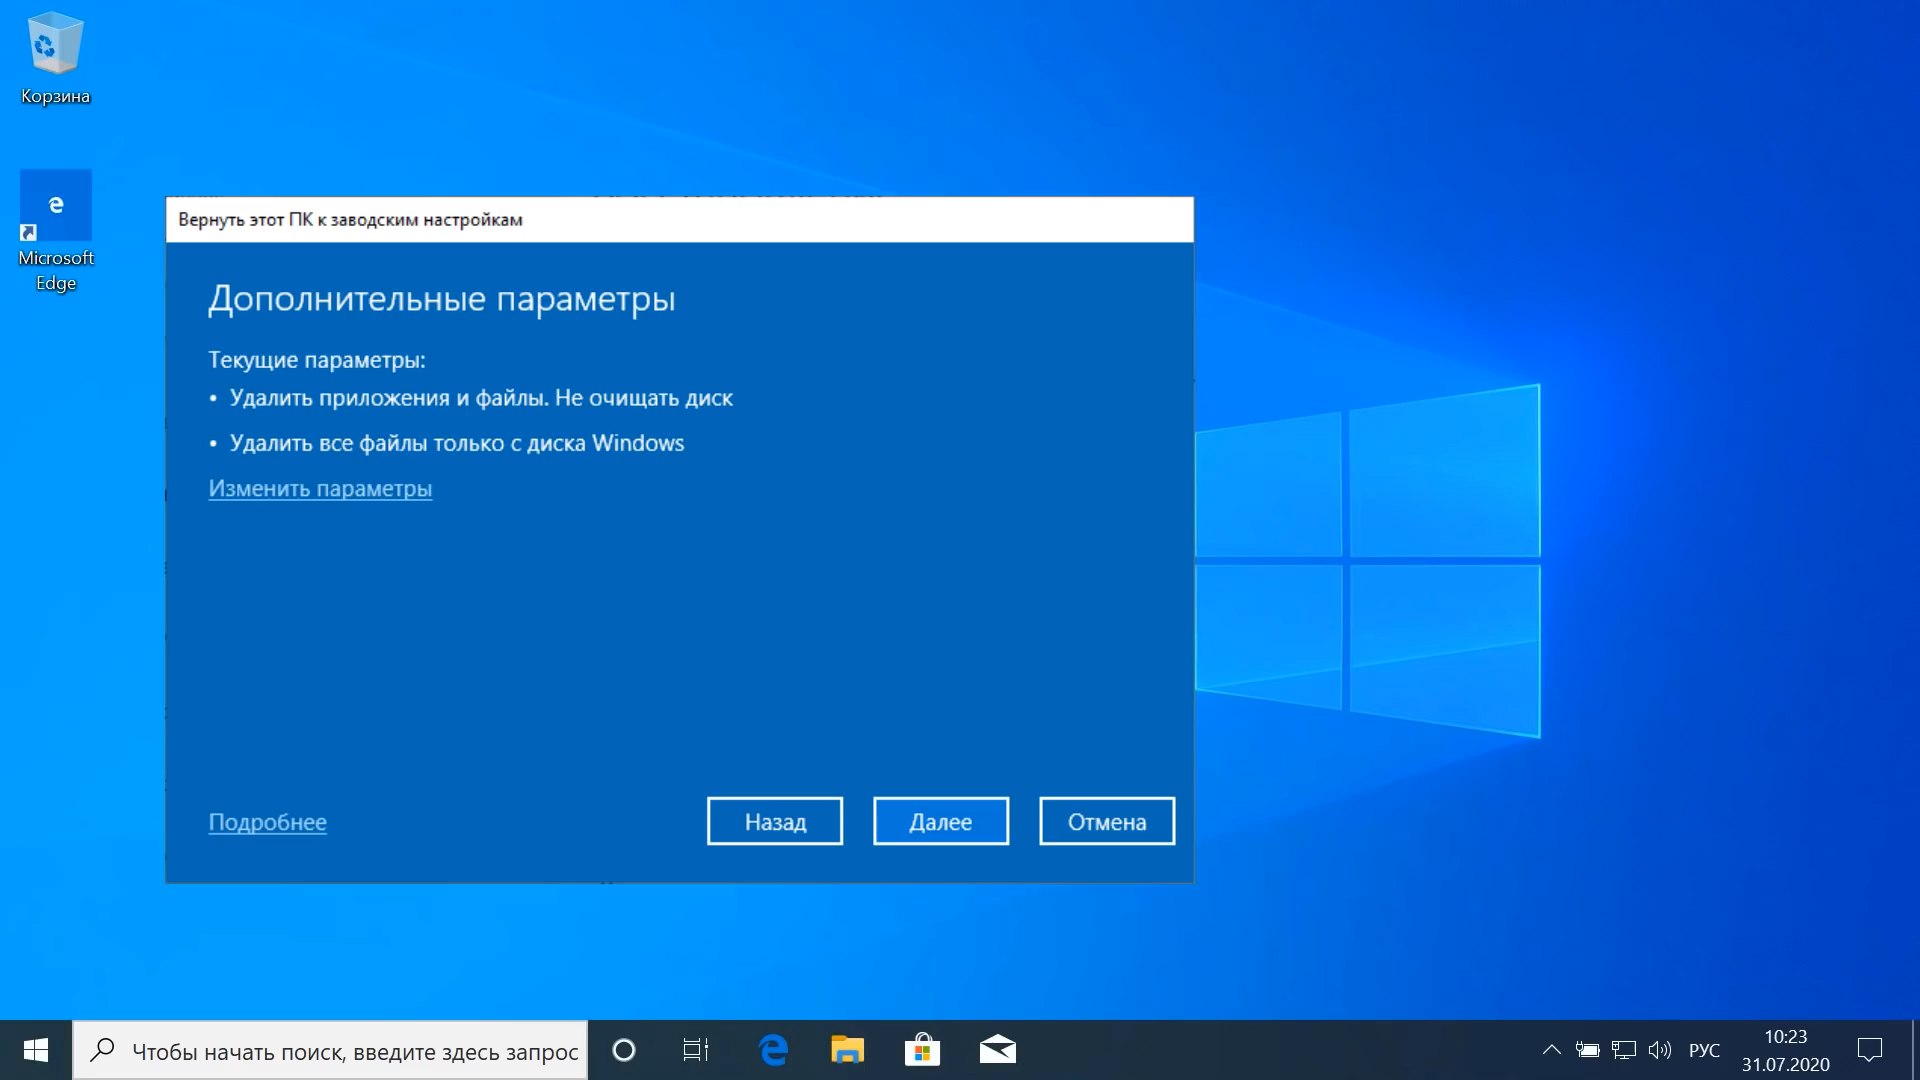 Корзина
Microsoft
Edge
Вернуть этот ПК к заводским настройкам
Дополнительные параметры
Текущие параметры:
• Удалить приложения и файлы. Не очищать диск
• Удалить все файлы только с диска Windows
Изменить параметры
Подробнее
Назад
Далее
Отмена
Чтобы начать поиск, введите здесь запрос
РУС
10:23
31.07.2020